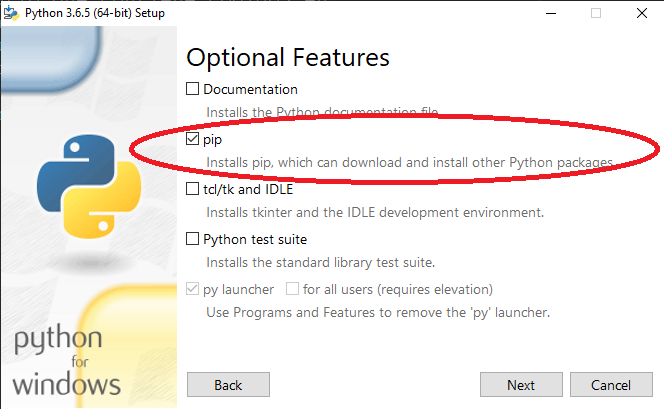 Python 3.6.5 (64-bit) Setup
Optional Features
Documentation
Installs the Python documentation file.
pip
Installs pip, which can download and install other Python packages.
tcl/tk and IDLE
Installs tkinter and the IDLE development environment.
Python test suite
Installs the standard library test suite.
py launcher for all users (requires elevation)
Use Programs and Features to remove the 'py' launcher.
python
for
windows
Back Next Cancel